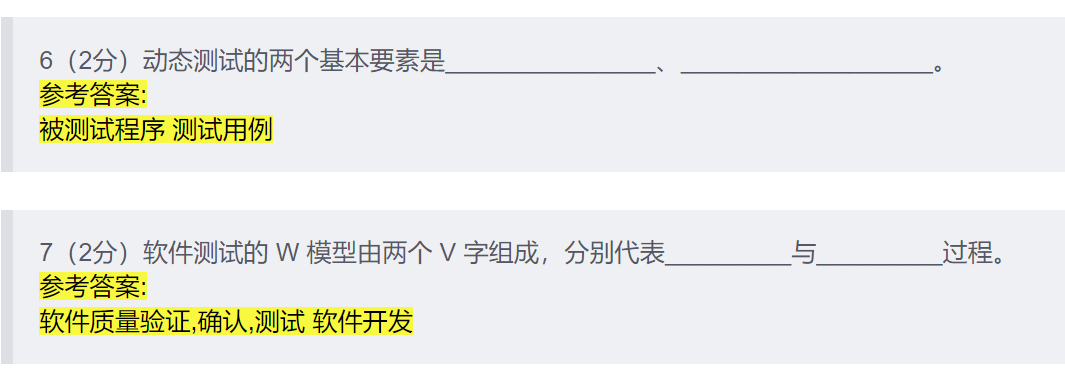 6（2分）动态测试的两个基本要素是_______________、__________________。
参考答案:
被测试程序 测试用例
7（2分）软件测试的 W 模型由两个 V 字组成，分别代表_________与_________过程。
参考答案:
软件质量验证,确认,测试 软件开发